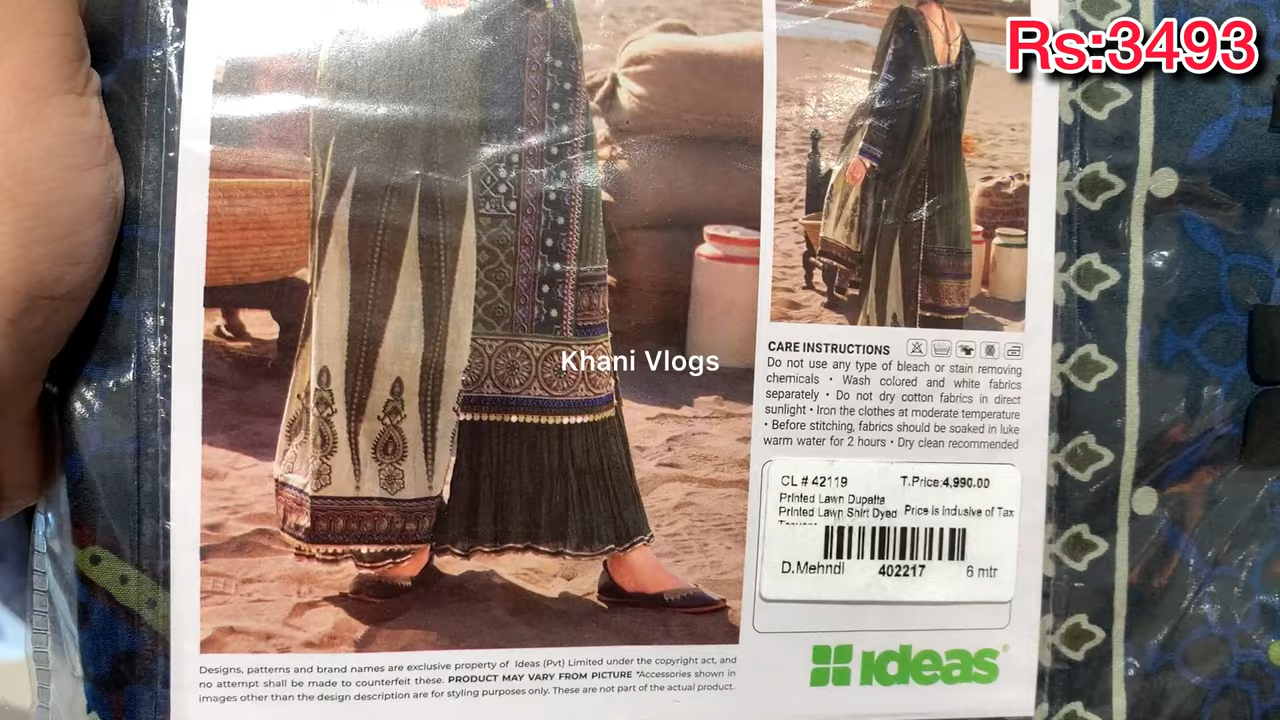 Rs:3493
Khani Vlogs
CARE INSTRUCTIONS
Do not use any type of bleach or stain removing
chemicals • Wash colored and white fabrics
separately • Do not dry cotton fabrics in direct
sunlight • Iron the clothes at moderate temperature
• Before stitching, fabrics should be soaked in luke
warm water for 2 hours • Dry clean recommended
CL # 42119 T.Price:4,990.00
Printed Lawn Dupatta
Printed Lawn Shirt Dyed Price is Indusive of Tax
D.Mehndi 402217 6 mtr
ideas®
Designs, patterns and brand names are exclusive property of Ideas (Pvt) Limited under the copyright act, and
no attempt shall be made to counterfeit these. PRODUCT MAY VARY FROM PICTURE *Accessories shown in
images other than the design description are for styling purposes only. These are not part of the actual product.